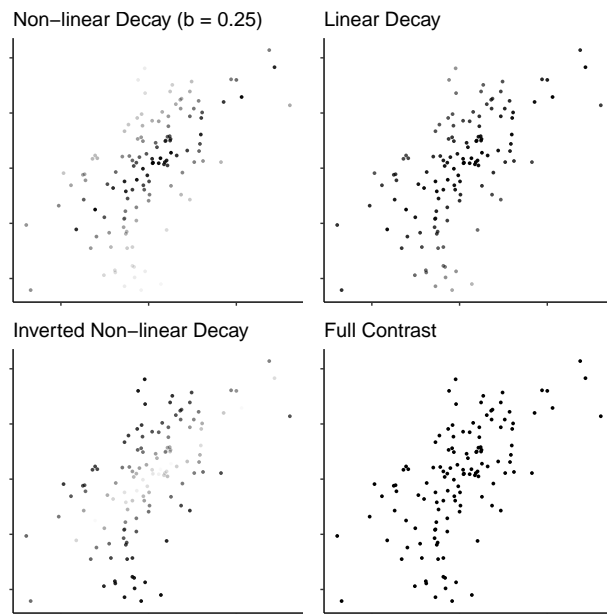 Non−linear Decay (b = 0.25)
Linear Decay
Inverted Non−linear Decay
Full Contrast